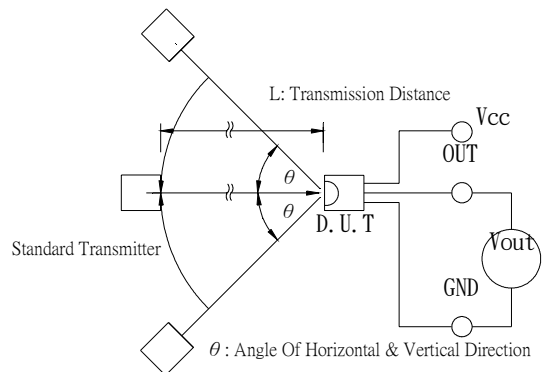 L: Transmission Distance
Vcc
OUT
θ
θ
D.U.T
Standard Transmitter
Vout
GND
θ : Angle Of Horizontal & Vertical Direction